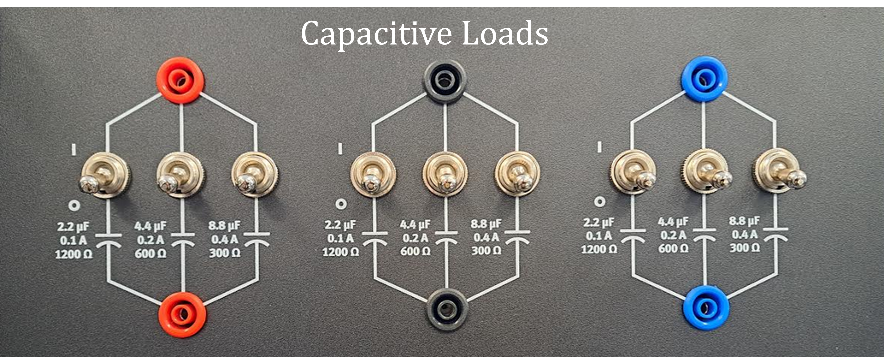 Capacitive Loads
I
O
2.2 µF
0.1 A
1200 Ω
4.4 µF
0.2 A
600 Ω
8.8 µF
0.4 A
300 Ω
I
O
2.2 µF
0.1 A
1200 Ω
4.4 µF
0.2 A
600 Ω
8.8 µF
0.4 A
300 Ω
I
O
2.2 µF
0.1 A
1200 Ω
4.4 µF
0.2 A
600 Ω
8.8 µF
0.4 A
300 Ω